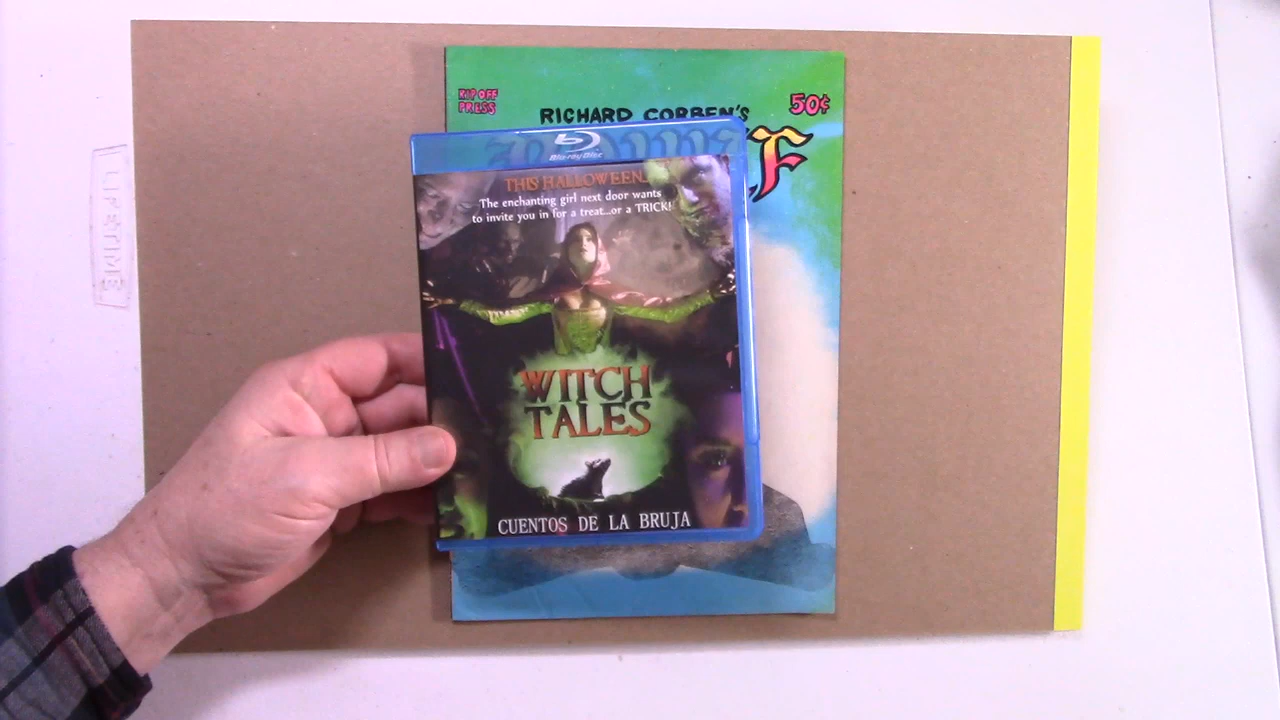 RIP OFF
PRESS
50¢
RICHARD CORBEN'S
F
Blu-ray Disc
THIS HALLOWEEN...
The enchanting girl next door wants
to invite you in for a treat...or a TRICK!
WITCH
TALES
CUENTOS DE LA BRUJA
LIFETIME